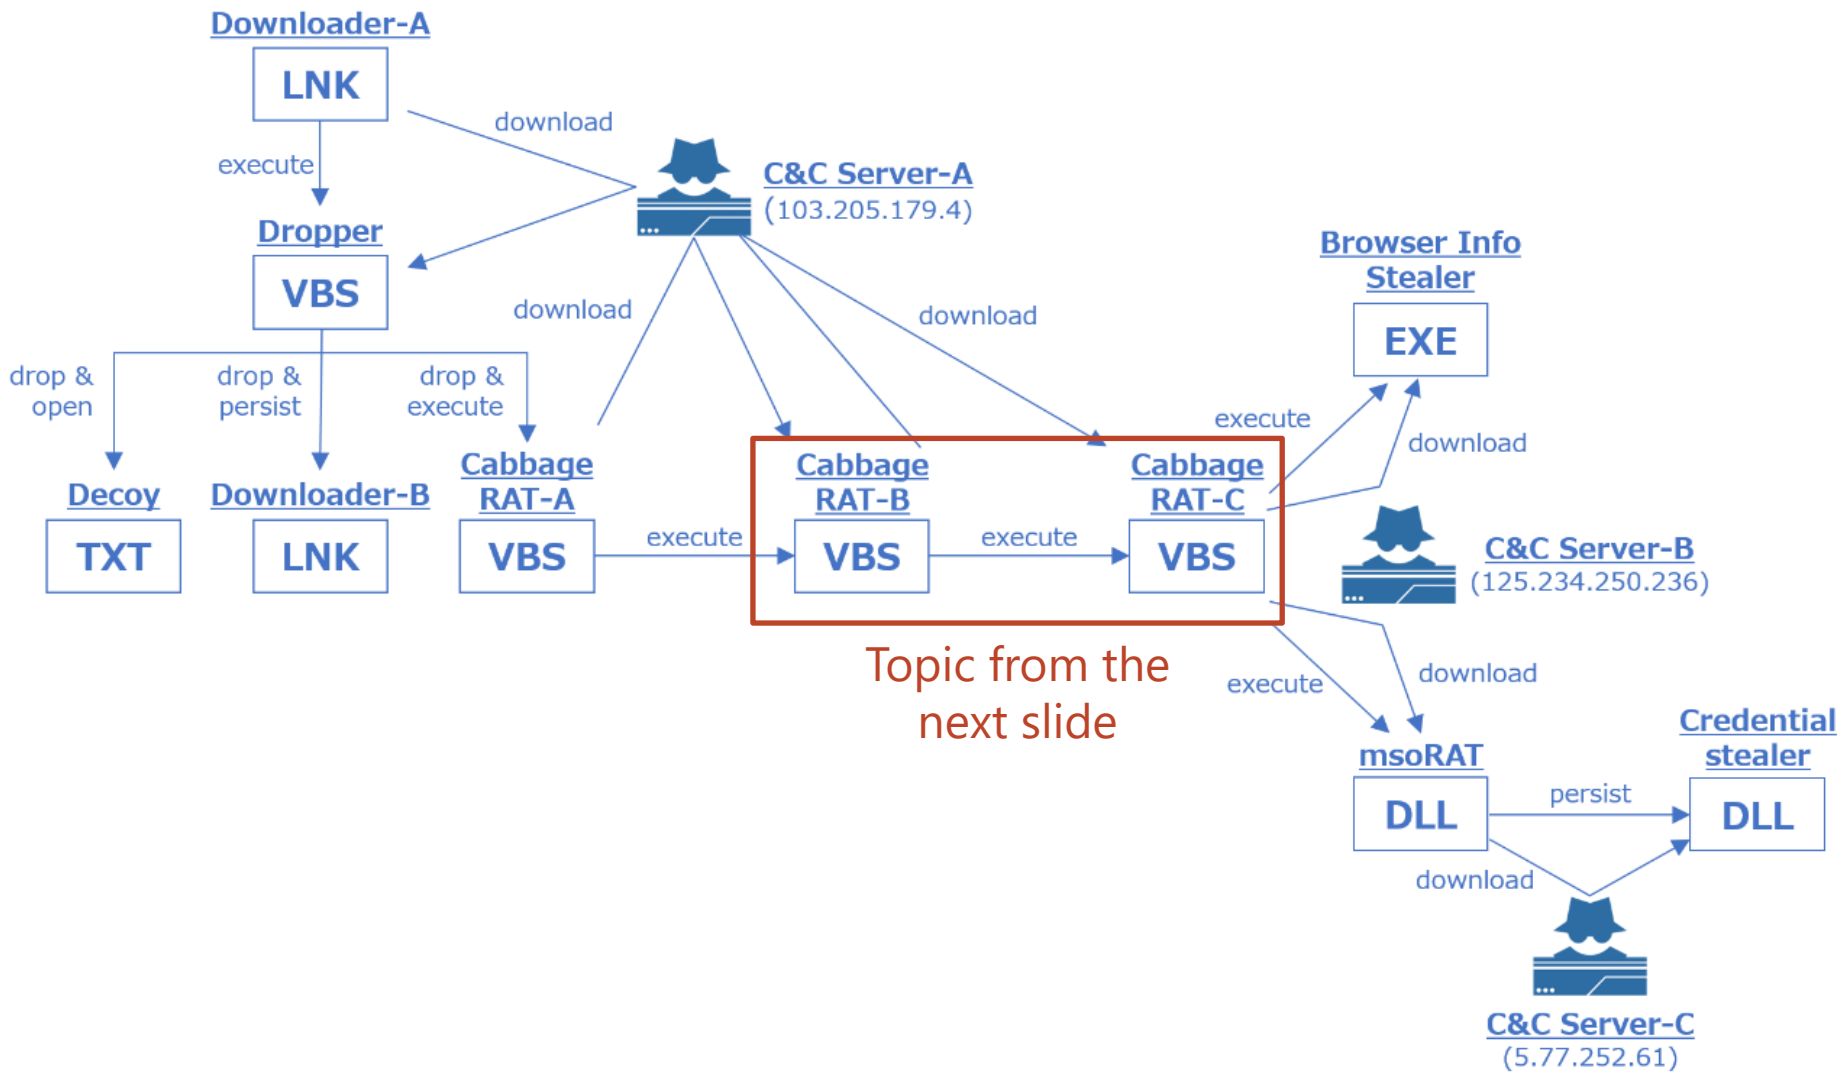 Downloader-A
LNK
download
execute
C&C Server-A
(103.205.179.4)
Dropper
VBS
download
download
Browser Info
Stealer
EXE
drop &
open
drop &
persist
drop &
execute
execute
download
Decoy
TXT
Downloader-B
LNK
Cabbage
RAT-A
VBS
execute
Cabbage
RAT-B
VBS
execute
Cabbage
RAT-C
VBS
C&C Server-B
(125.234.250.236)
Topic from the
next slide
execute
download
msoRAT
DLL
persist
download
Credential
stealer
DLL
C&C Server-C
(5.77.252.61)